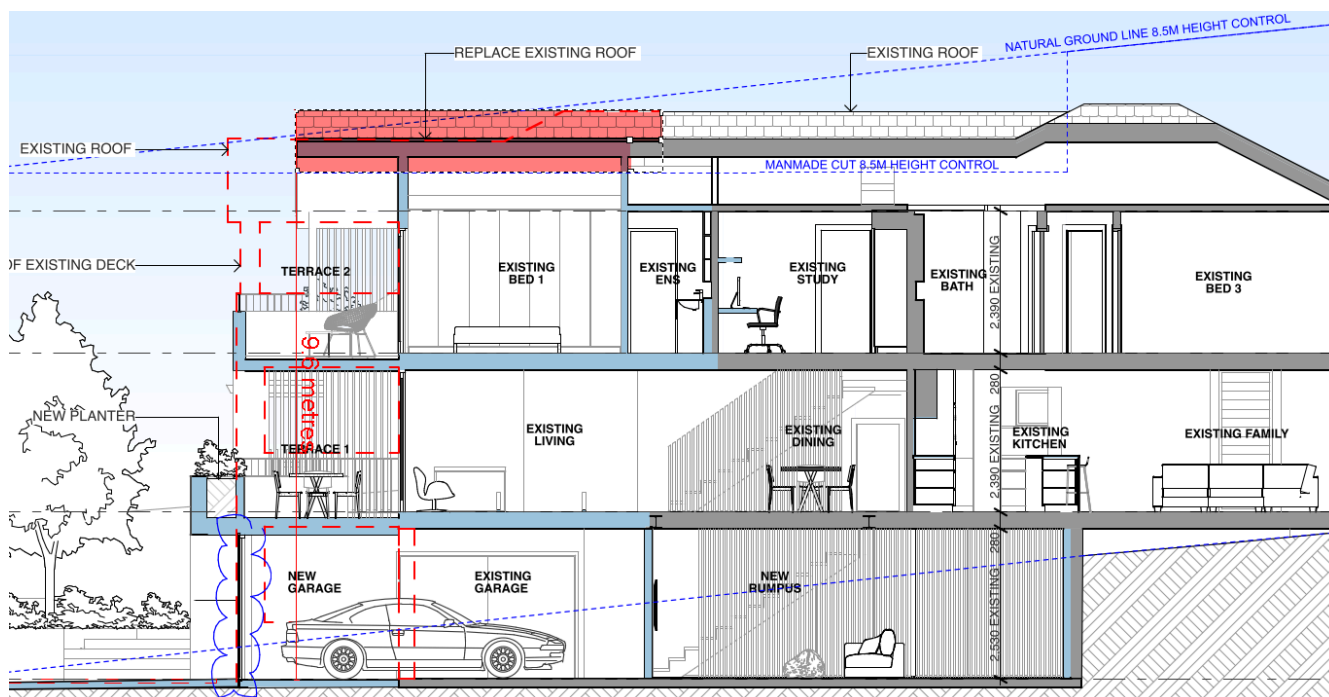 NATURAL GROUND LINE 8.5M HEIGHT CONTROL
REPLACE EXISTING ROOF
EXISTING ROOF
EXISTING ROOF
MANMADE CUT 8.5M HEIGHT CONTROL
OF EXISTING DECK
TERRACE 2
EXISTING
BED 1
EXISTING
ENS
EXISTING
STUDY
EXISTING
BATH
2,390 EXISTING
EXISTING
BED 3
9.6 metres
NEW PLANTER
TERRACE 1
EXISTING
LIVING
EXISTING
DINING
280
2,390 EXISTING
EXISTING
KITCHEN
EXISTING FAMILY
NEW
GARAGE
EXISTING
GARAGE
NEW
RUMPUS
280
2,530 EXISTING